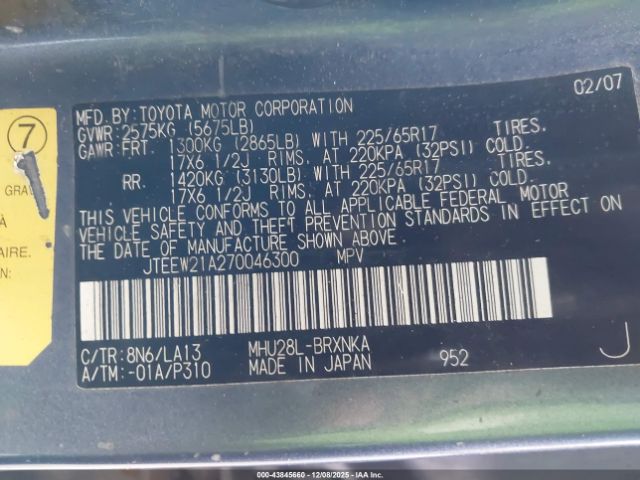 02/07
MFD. BY: TOYOTA MOTOR CORPORATION
GVWR: 2575KG (5675LB)
GAWR: FRT. 1300KG (2865LB) WITH 225/65R17 TIRES.
17X6 1/2J RIMS. AT 220KPA (32PSI) COLD.
RR. 1420KG (3130LB) WITH 225/65R17 TIRES.
17X6 1/2J RIMS. AT 220KPA (32PSI) COLD.
THIS VEHICLE CONFORMS TO ALL APPLICABLE FEDERAL MOTOR
VEHICLE SAFETY AND THEFT PREVENTION STANDARDS IN EFFECT ON
THE DATE OF MANUFACTURE SHOWN ABOVE.
JTEEW21A270046300 MPV
C/TR: 8N6/LA13 MHU28L-BRXNKA
A/TM: -01A/P310 MADE IN JAPAN 952 J
7
GRAU
A
AIRE.
000-43845660 12/08/2025 IAA Inc.